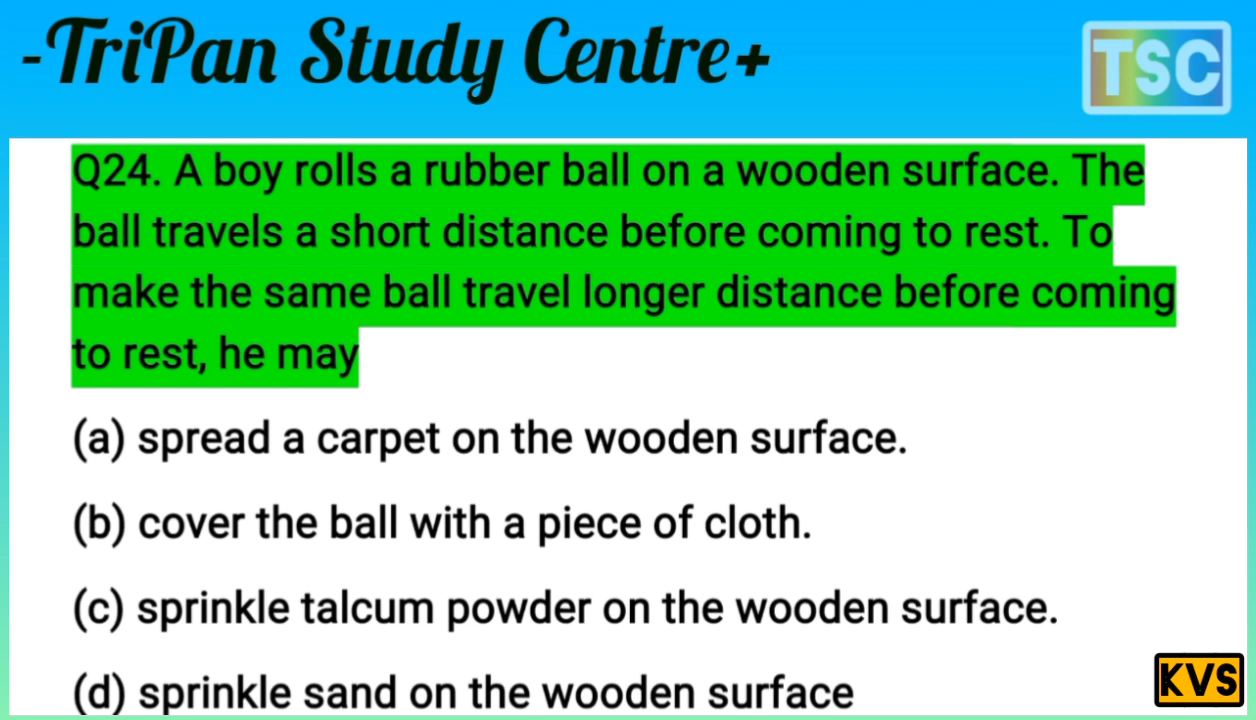 -TriPan Study Centre+
TSC
Q24. A boy rolls a rubber ball on a wooden surface. The
ball travels a short distance before coming to rest. To
make the same ball travel longer distance before coming
to rest, he may
(a) spread a carpet on the wooden surface.
(b) cover the ball with a piece of cloth.
(c) sprinkle talcum powder on the wooden surface.
(d) sprinkle sand on the wooden surface
KVS